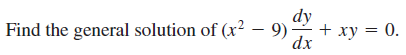 Find the general solution of (x² − 9) dy/dx + xy = 0.